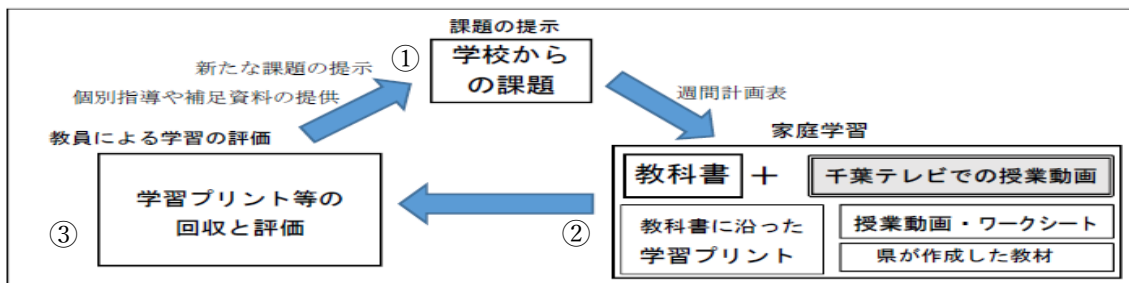 課題の提示
①
学校から
の課題
新たな課題の提示
個別指導や補足資料の提供
週間計画表
教員による学習の評価
家庭学習
教科書
＋
千葉テレビでの授業動画
学習プリント等の
回収と評価
③
②
教科書に沿った
学習プリント
授業動画・ワークシート
県が作成した教材